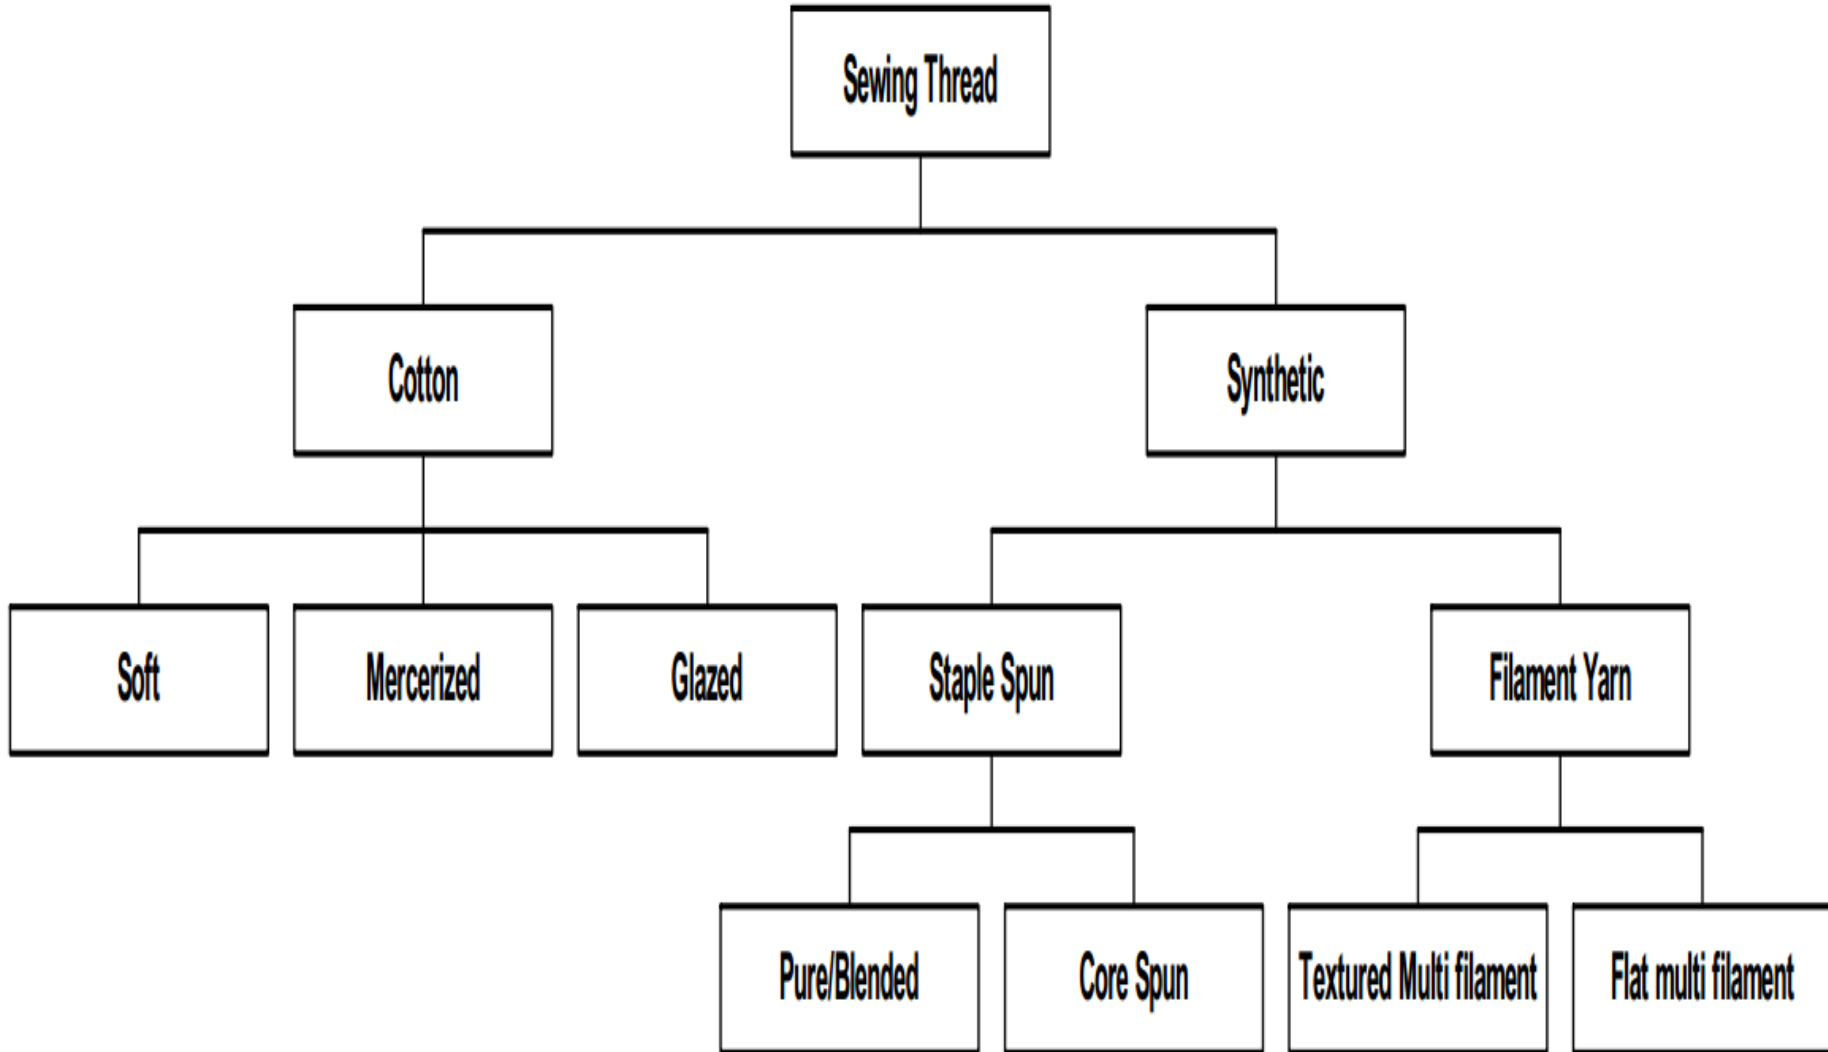 Sewing Thread
Cotton
Synthetic
Soft
Mercerized
Glazed
Staple Spun
Filament Yarn
Pure/Blended
Core Spun
Textured Multi filament
Flat multi filament